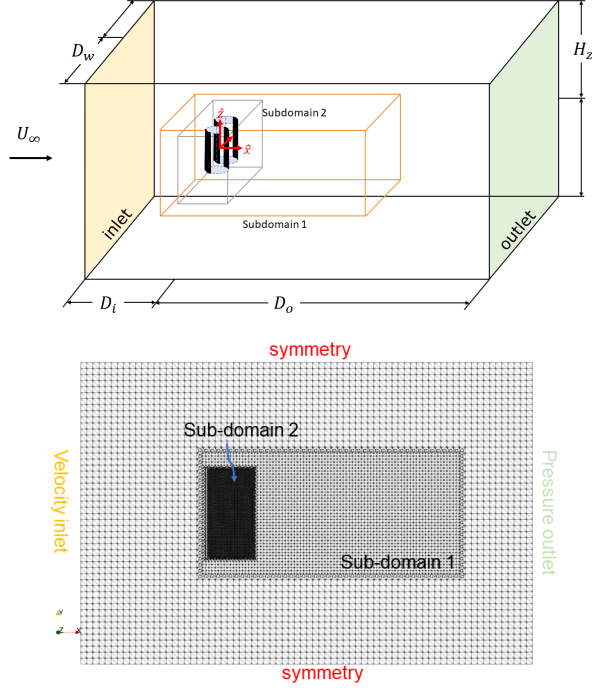 D_w
H_z
Subdomain 2
ẑ
x̂
U_∞
Subdomain 1
inlet
outlet
D_i
D_o
symmetry
Sub-domain 2
Velocity inlet
Pressure outlet
Sub-domain 1
Y
Z
X
symmetry